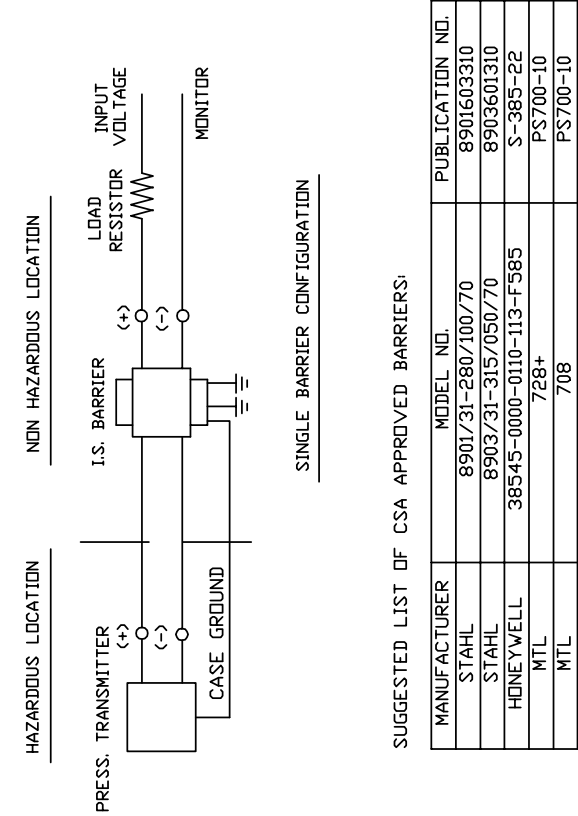 HAZARDOUS LOCATION
NON HAZARDOUS LOCATION
PRESS. TRANSMITTER
(+)
(-)
CASE GROUND
I.S. BARRIER
(+)
(-)
LOAD
RESISTOR
INPUT
VOLTAGE
MONITOR
SINGLE BARRIER CONFIGURATION
SUGGESTED LIST OF CSA APPROVED BARRIERS:
MANUFACTURER MODEL NO. PUBLICATION NO.
STAHL 8901/31-280/100/70 8901603310
STAHL 8903/31-315/050/70 8903601310
HONEYWELL 38545-0000-0110-113-F585 S-385-22
MTL 728+ PS700-10
MTL 708 PS700-10